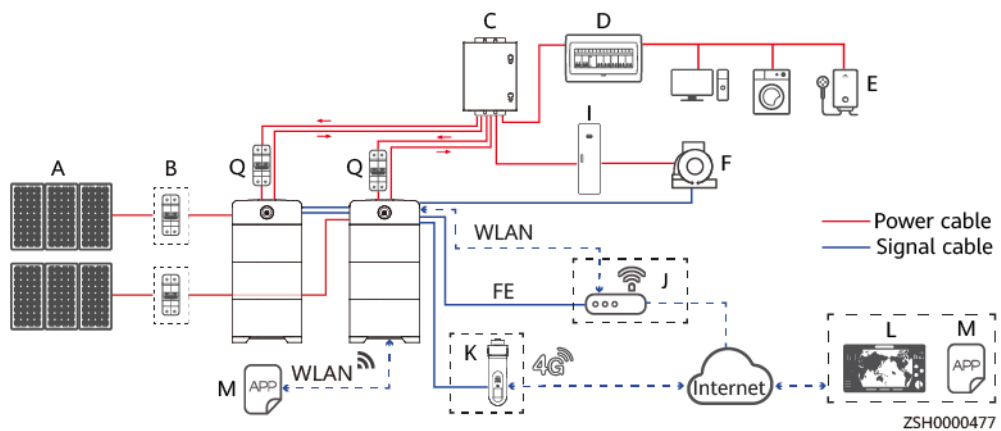 C
D
E
I
F
A
B
Q
Q
Power cable
Signal cable
WLAN
J
FE
K
4G
L
M
M
APP
WLAN
Internet
APP
ZSH0000477